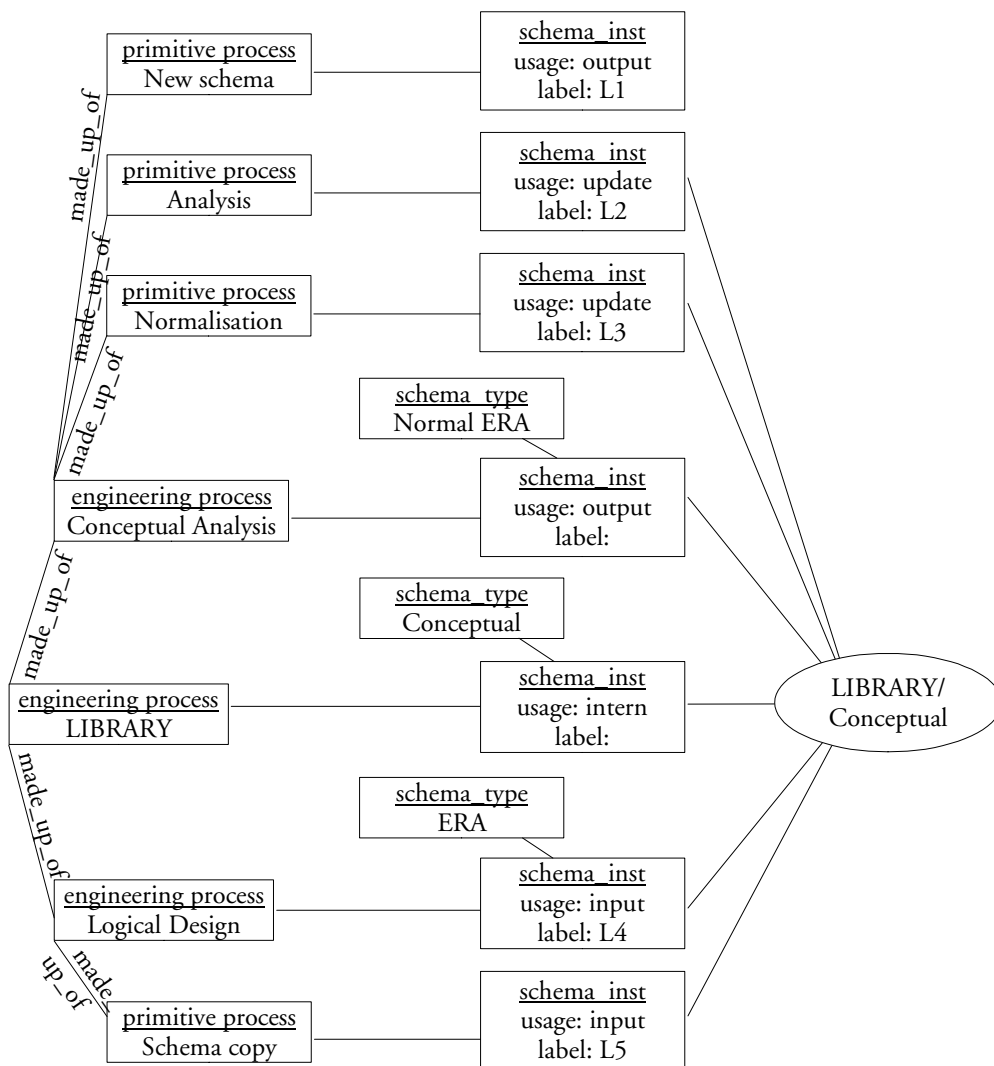 primitive process
New schema
schema_inst
usage: output
label: L1
made_up_of
primitive process
Analysis
schema_inst
usage: update
label: L2
made_up_of
primitive process
Normalisation
schema_inst
usage: update
label: L3
made_up_of
schema_type
Normal ERA
engineering process
Conceptual Analysis
schema_inst
usage: output
label:
made_up_of
schema_type
Conceptual
engineering process
LIBRARY
schema_inst
usage: intern
label:
LIBRARY/
Conceptual
made_up_of
schema_type
ERA
engineering process
Logical Design
schema_inst
usage: input
label: L4
made_
up_of
primitive process
Schema copy
schema_inst
usage: input
label: L5